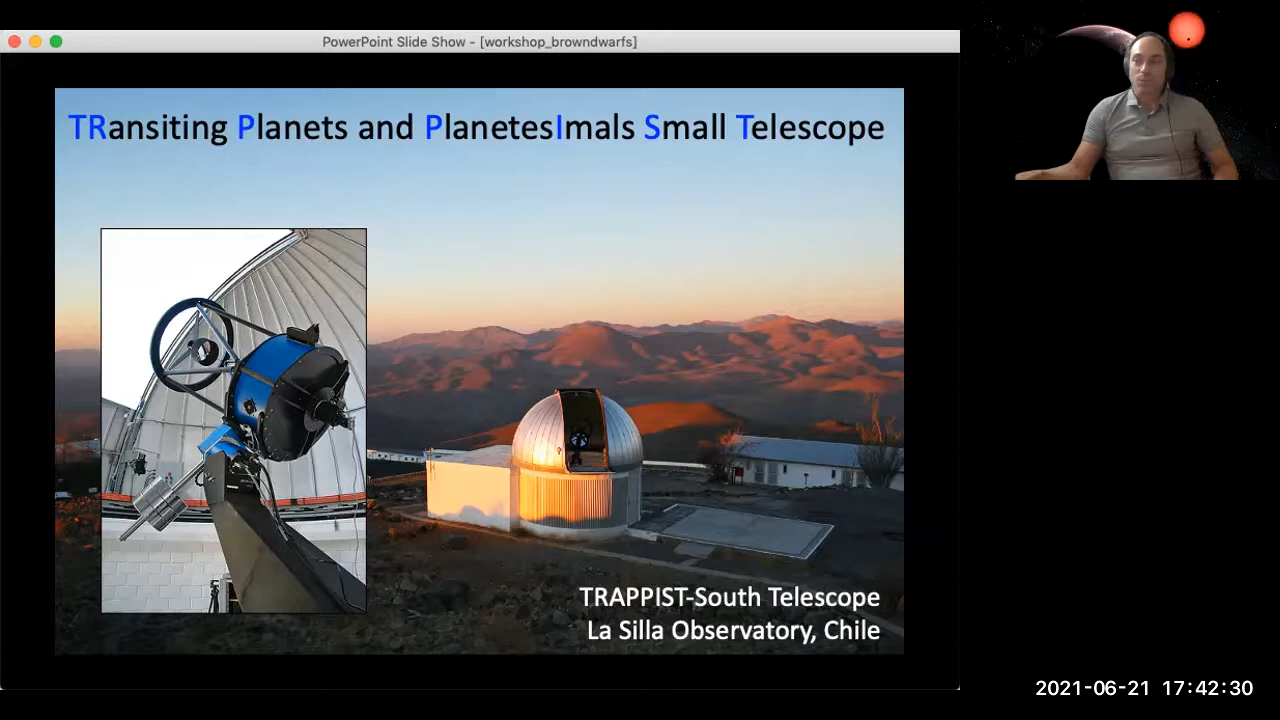 PowerPoint Slide Show - [workshop_browndwarfs]
TRansiting Planets and PlanetesImals Small Telescope
TRAPPIST-South Telescope
La Silla Observatory, Chile
2021-06-21 17:42:30